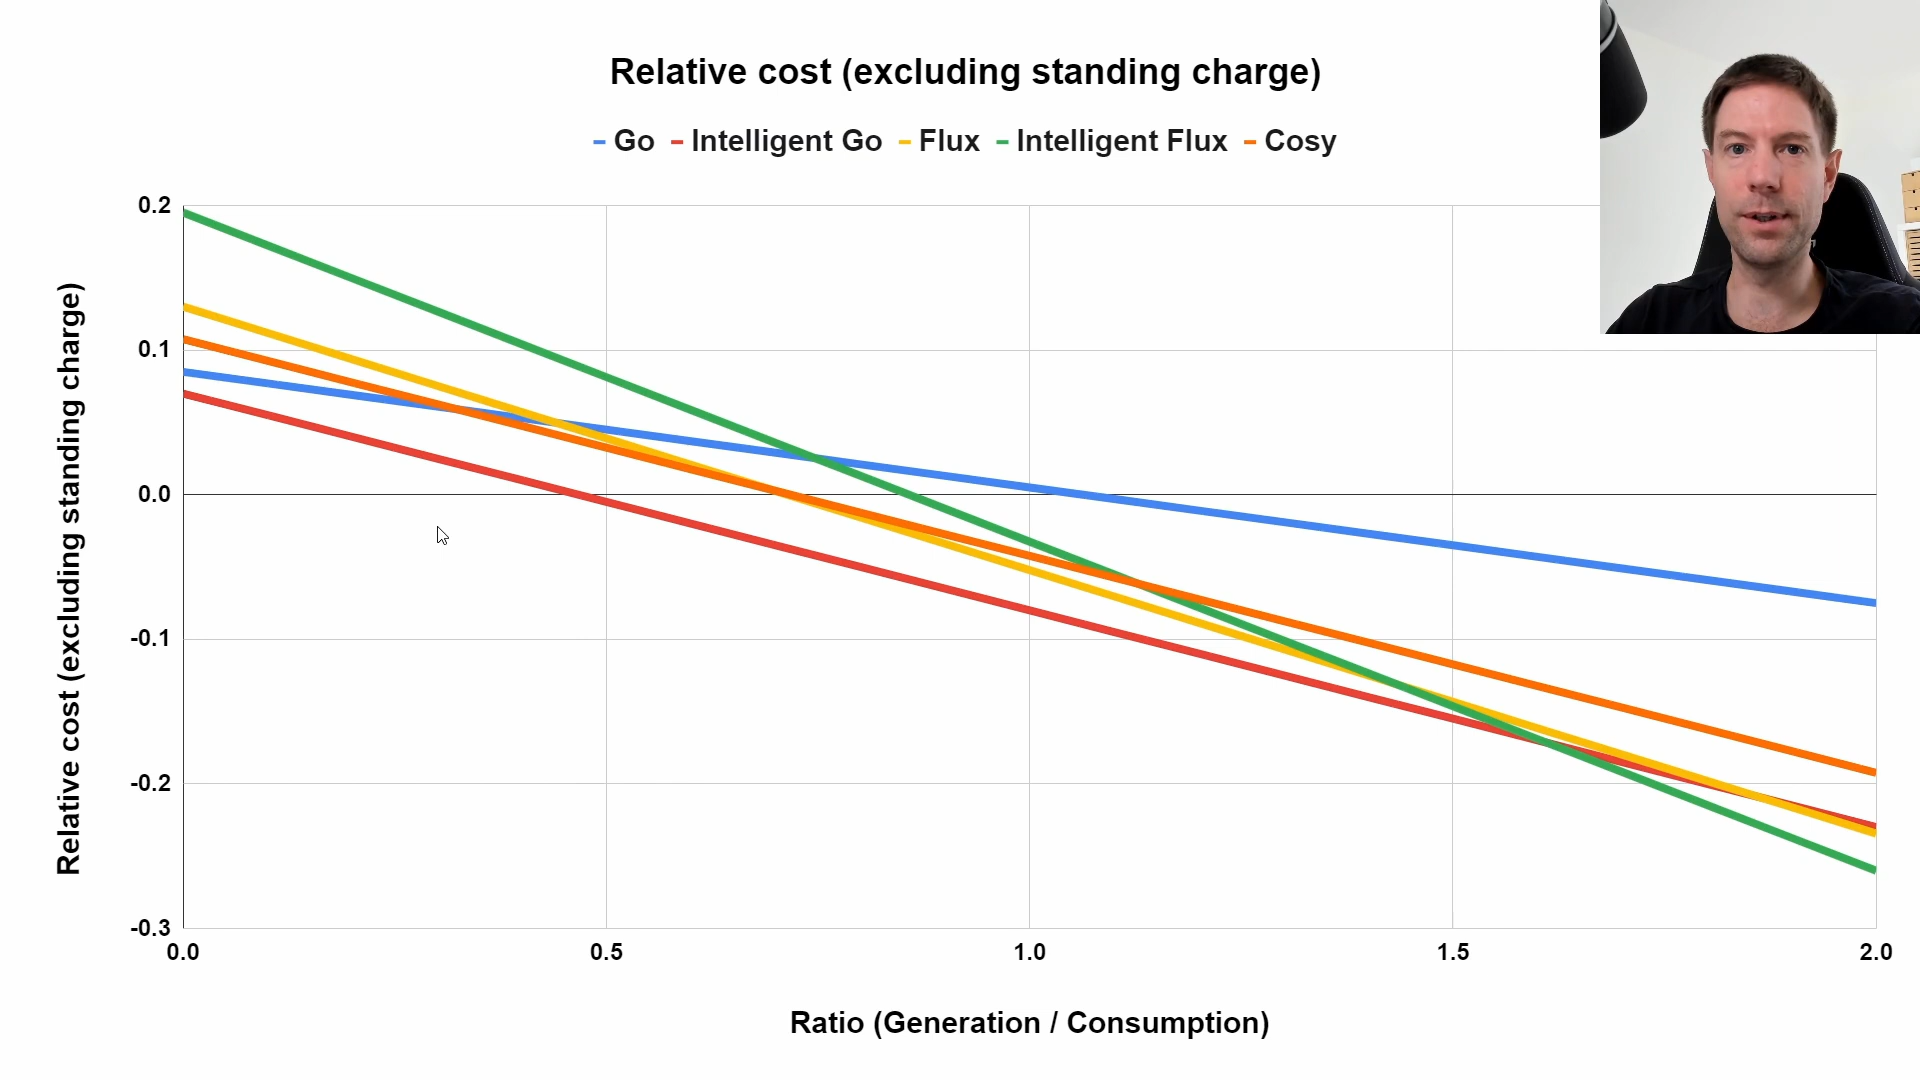 Relative cost (excluding standing charge)
Go Intelligent Go Flux Intelligent Flux Cosy
Relative cost (excluding standing charge)
0.2
0.1
0.0
-0.1
-0.2
-0.3
0.0 0.5 1.0 1.5 2.0
Ratio (Generation / Consumption)